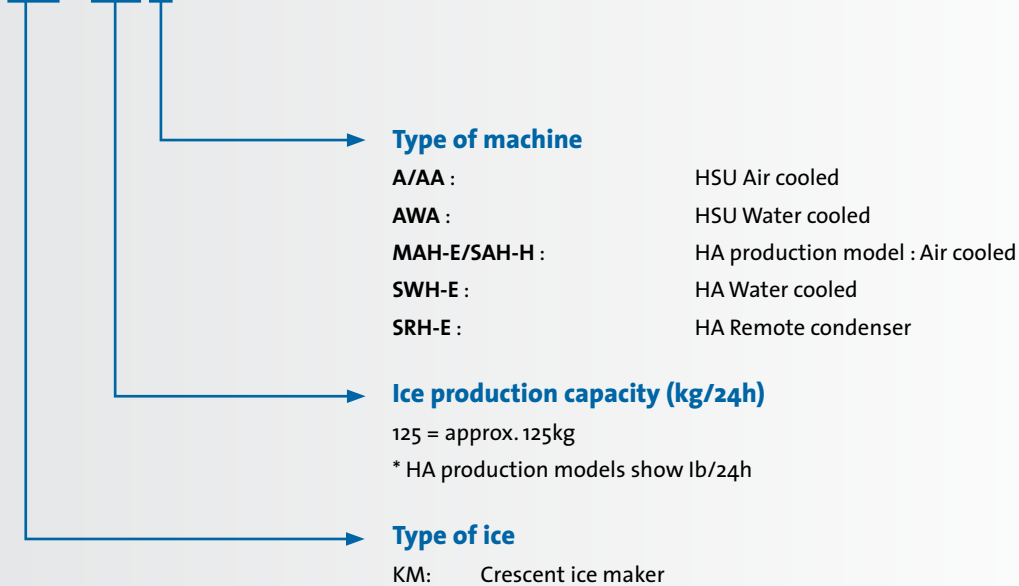 Type of machine
A/AA : HSU Air cooled
AWA : HSU Water cooled
MAH-E/SAH-H : HA production model : Air cooled
SWH-E : HA Water cooled
SRH-E : HA Remote condenser
Ice production capacity (kg/24h)
125 = approx. 125kg
* HA production models show Ib/24h
Type of ice
KM: Crescent ice maker